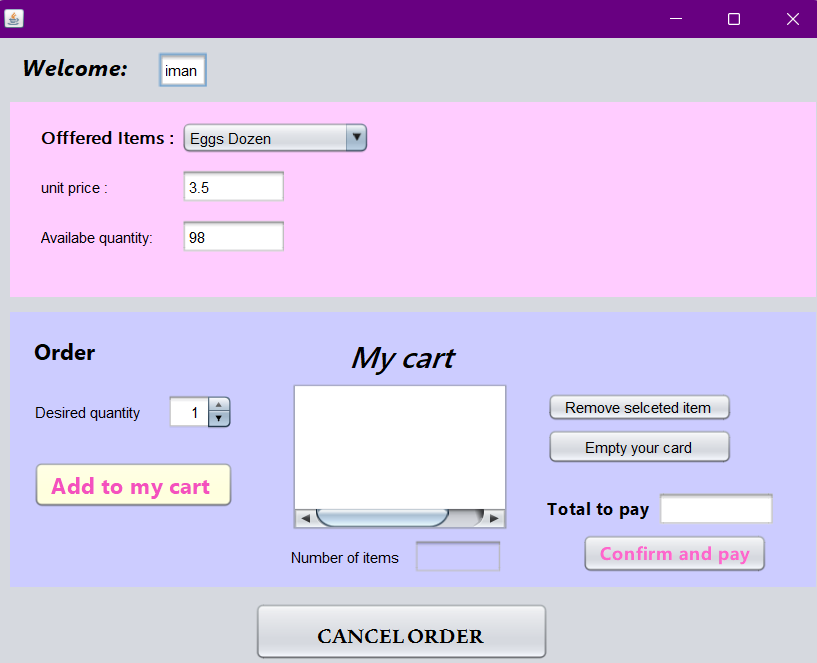 Welcome: iman
Offfered Items : Eggs Dozen
unit price : 3.5
Availabe quantity: 98
Order
My cart
Desired quantity 1
Remove selceted item
Empty your card
Add to my cart
Total to pay
Number of items
Confirm and pay
CANCEL ORDER